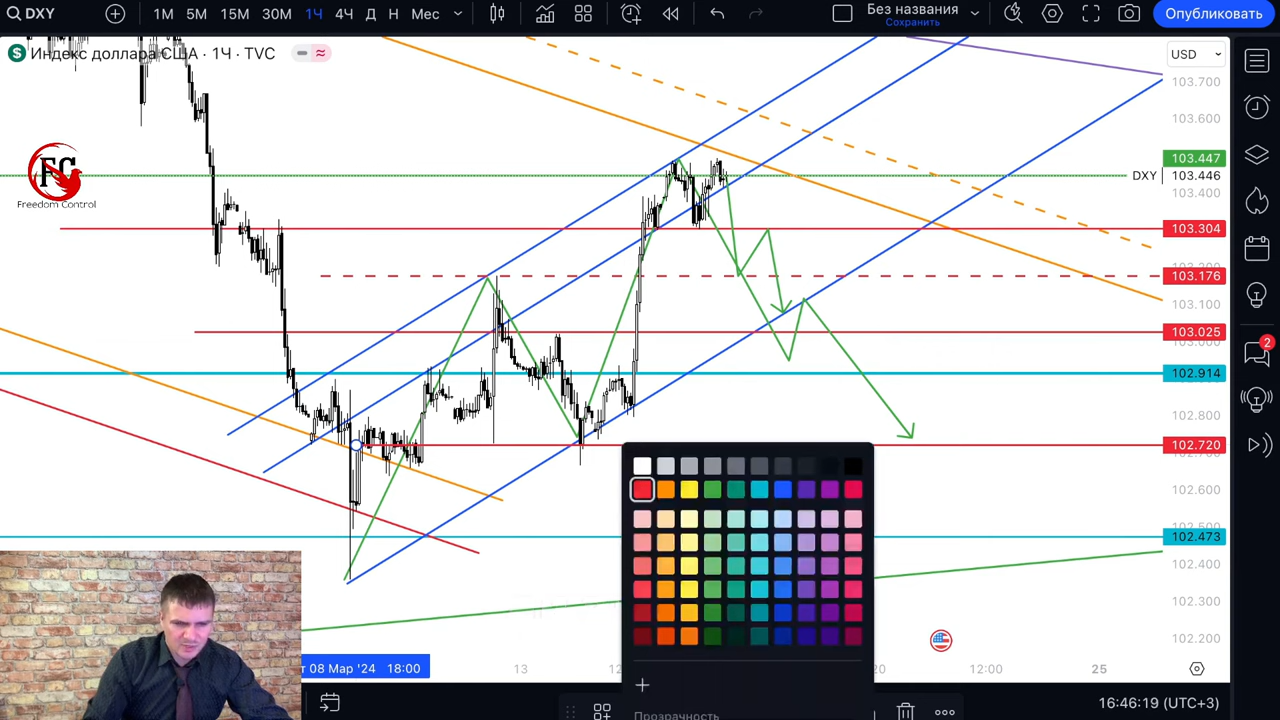 DXY
1М 5М 15М 30М 1Ч 4Ч Д Н Мес
Без названия
Сохранить
Опубликовать
Индекс доллара США · 1Ч · TVC
USD
FC
Freedom Control
103.700
103.600
103.447
DXY 103.446
103.400
103.304
103.176
103.100
103.025
102.914
102.800
102.720
102.600
102.473
102.400
102.300
102.200
2
08 Мар '24 18:00
13
12:00
25
Прозрачность
16:46:19 (UTC+3)